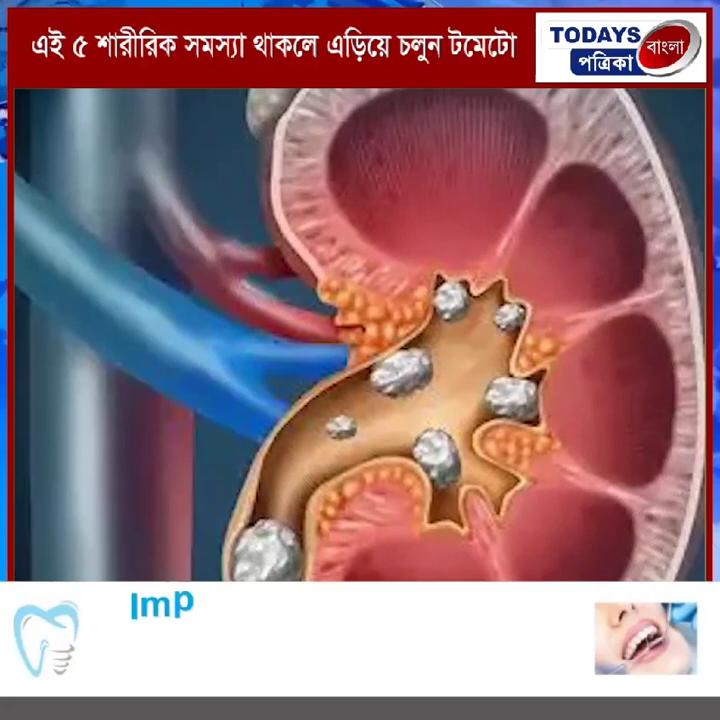 এই ৫ শারীরিক সমস্যা থাকলে এড়িয়ে চলুন টমেটো
TODAYS
পত্রিকা
বাংলা
Imp